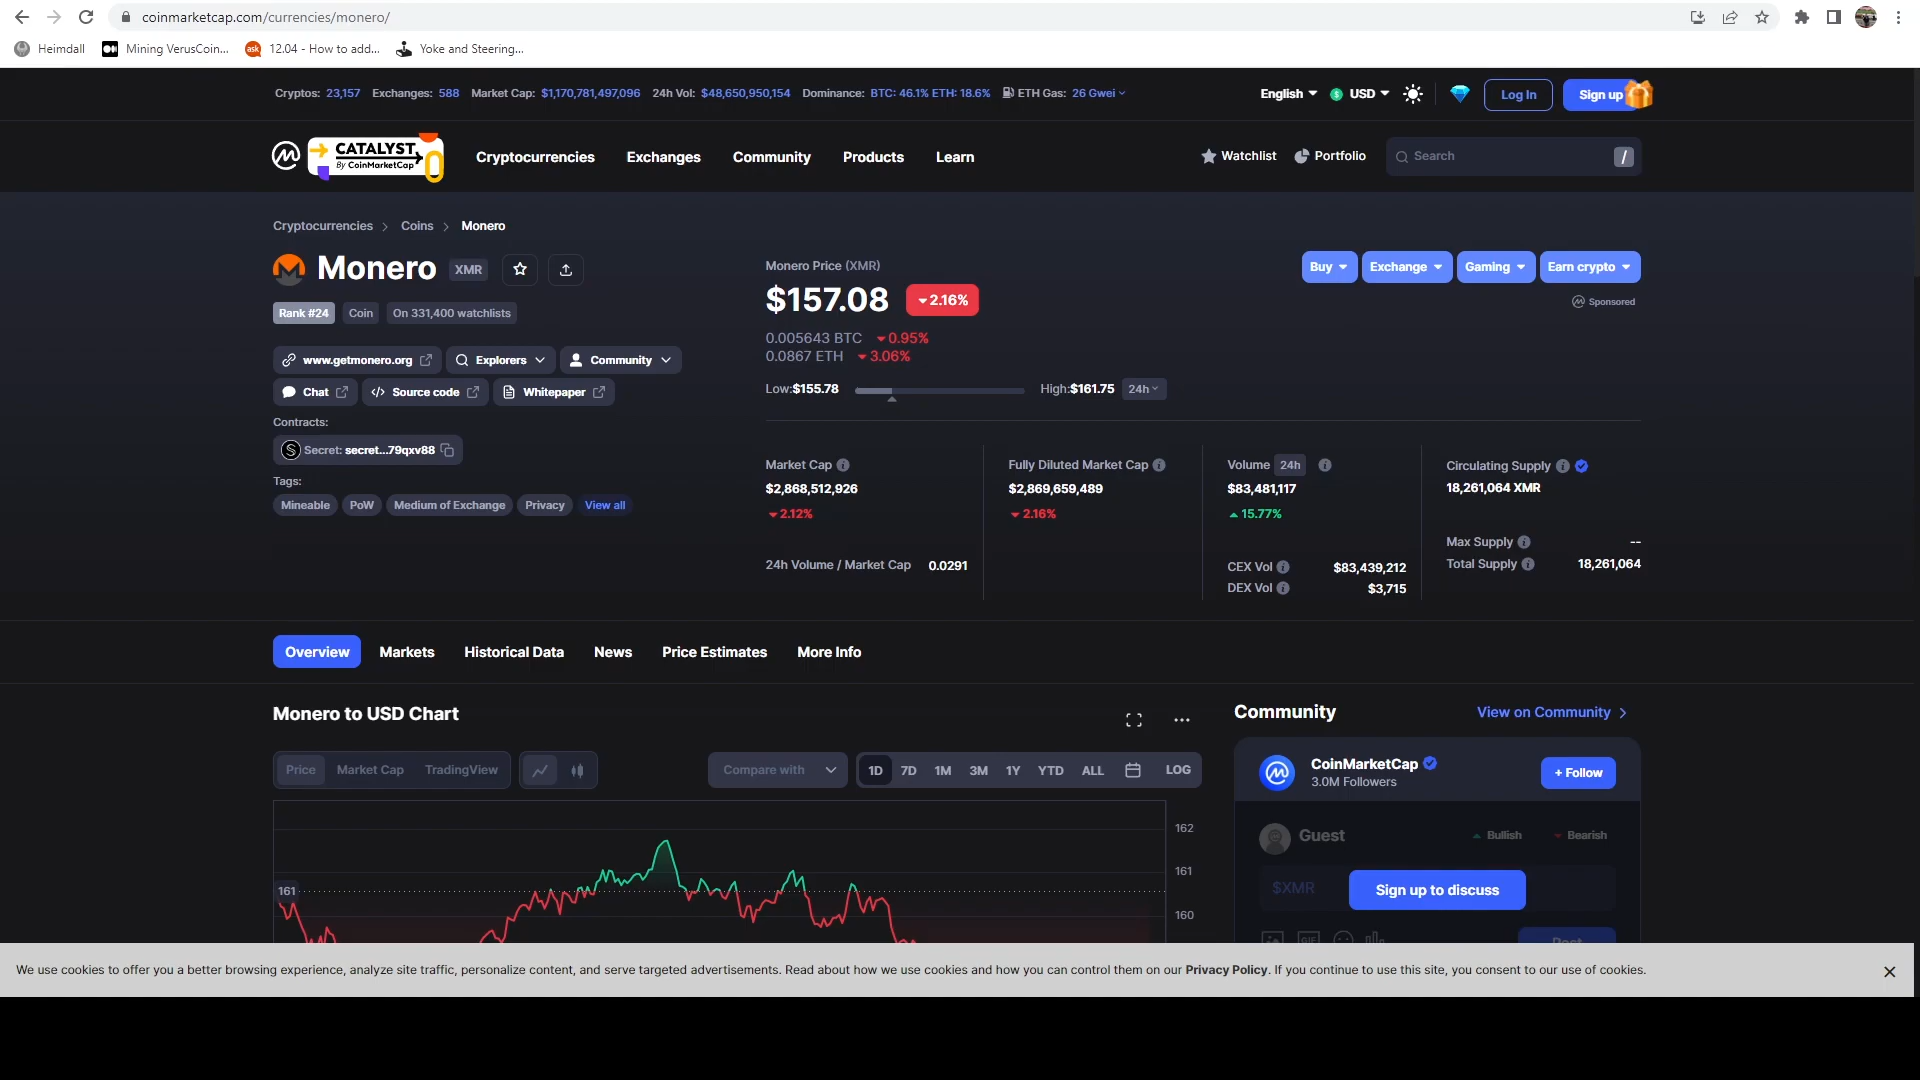 coinmarketcap.com/currencies/monero/
Heimdall Mining VerusCoin... 12.04 - How to add... Yoke and Steering...
Cryptos: 23,157 Exchanges: 588 Market Cap: $1,170,781,497,096 24h Vol: $48,650,950,154 Dominance: BTC: 46.1% ETH: 18.6% ETH Gas: 26 Gwei English USD Log In Sign up
CATALYST
By CoinMarketCap
Cryptocurrencies Exchanges Community Products Learn Watchlist Portfolio Search /
Cryptocurrencies > Coins > Monero
Monero XMR
Rank #24 Coin On 331,400 watchlists
www.getmonero.org Explorers Community
Chat Source code Whitepaper
Contracts:
Secret: secret...79qxv88
Tags:
Mineable PoW Medium of Exchange Privacy View all
Monero Price (XMR)
$157.08 2.16%
0.005643 BTC 0.95%
0.0867 ETH 3.06%
Low:$155.78 High:$161.75 24h
Buy Exchange Gaming Earn crypto
Sponsored
Market Cap
$2,868,512,926
2.12%
24h Volume / Market Cap 0.0291
Fully Diluted Market Cap
$2,869,659,489
2.16%
Volume 24h
$83,481,117
15.77%
CEX Vol $83,439,212
DEX Vol $3,715
Circulating Supply
18,261,064 XMR
Max Supply --
Total Supply 18,261,064
Overview Markets Historical Data News Price Estimates More Info
Monero to USD Chart
Price Market Cap TradingView Compare with 1D 7D 1M 3M 1Y YTD ALL LOG
162
161
161
160
Community View on Community >
CoinMarketCap
3.0M Followers
+ Follow
Guest Bullish Bearish
$XMR
Sign up to discuss
GIF Post
We use cookies to offer you a better browsing experience, analyze site traffic, personalize content, and serve targeted advertisements. Read about how we use cookies and how you can control them on our Privacy Policy. If you continue to use this site, you consent to our use of cookies.